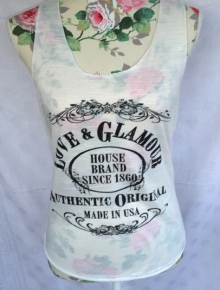 LOVE & GLAMOUR
HOUSE
BRAND
SINCE 1860
AUTHENTIC ORIGINAL
MADE IN USA